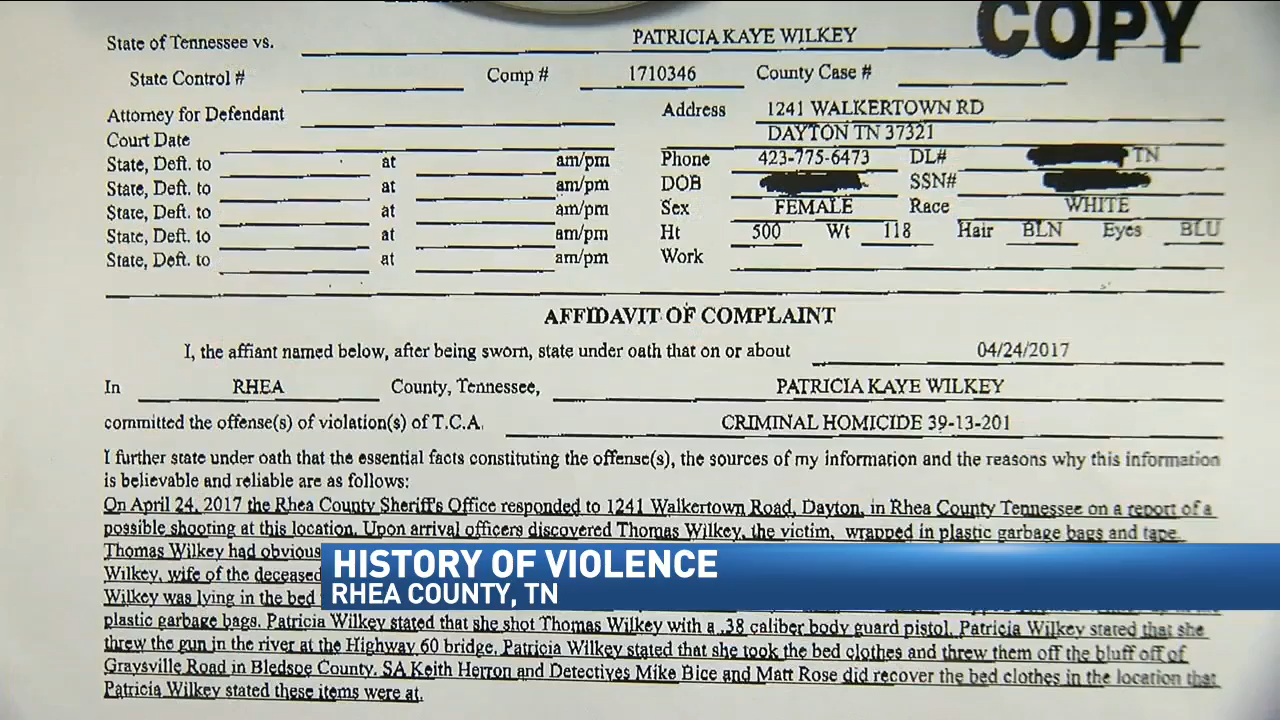 COPY
State of Tennessee vs. PATRICIA KAYE WILKEY
State Control # Comp # 1710346 County Case #
Attorney for Defendant Address 1241 WALKERTOWN RD
Court Date DAYTON TN 37321
State, Deft. to at am/pm Phone 423-775-6473 DL# TN
State, Deft. to at am/pm DOB SSN#
State, Deft. to at am/pm Sex FEMALE Race WHITE
State, Deft. to at am/pm Ht 500 Wt 118 Hair BLN Eyes BLU
State, Deft. to at am/pm Work
AFFIDAVIT OF COMPLAINT
I, the affiant named below, after being sworn, state under oath that on or about 04/24/2017
In RHEA County, Tennessee, PATRICIA KAYE WILKEY
committed the offense(s) of violation(s) of T.C.A. CRIMINAL HOMICIDE 39-13-201
I further state under oath that the essential facts constituting the offense(s), the sources of my information and the reasons why this information
is believable and reliable are as follows:
On April 24, 2017 the Rhea County Sheriff's Office responded to 1241 Walkertown Road, Dayton, in Rhea County Tennessee on a report of a
possible shooting at this location. Upon arrival officers discovered Thomas Wilkey, the victim, wrapped in plastic garbage bags and tape.
Thomas Wilkey had obvious
Wilkey, wife of the deceased
Wilkey was lying in the bed
HISTORY OF VIOLENCE
RHEA COUNTY, TN
plastic garbage bags. Patricia Wilkey stated that she shot Thomas Wilkey with a .38 caliber body guard pistol. Patricia Wilkey stated that she
threw the gun in the river at the Highway 60 bridge. Patricia Wilkey stated that she took the bed clothes and threw them off the bluff off of
Graysville Road in Bledsoe County. SA Keith Herron and Detectives Mike Bice and Matt Rose did recover the bed clothes in the location that
Patricia Wilkey stated these items were at.